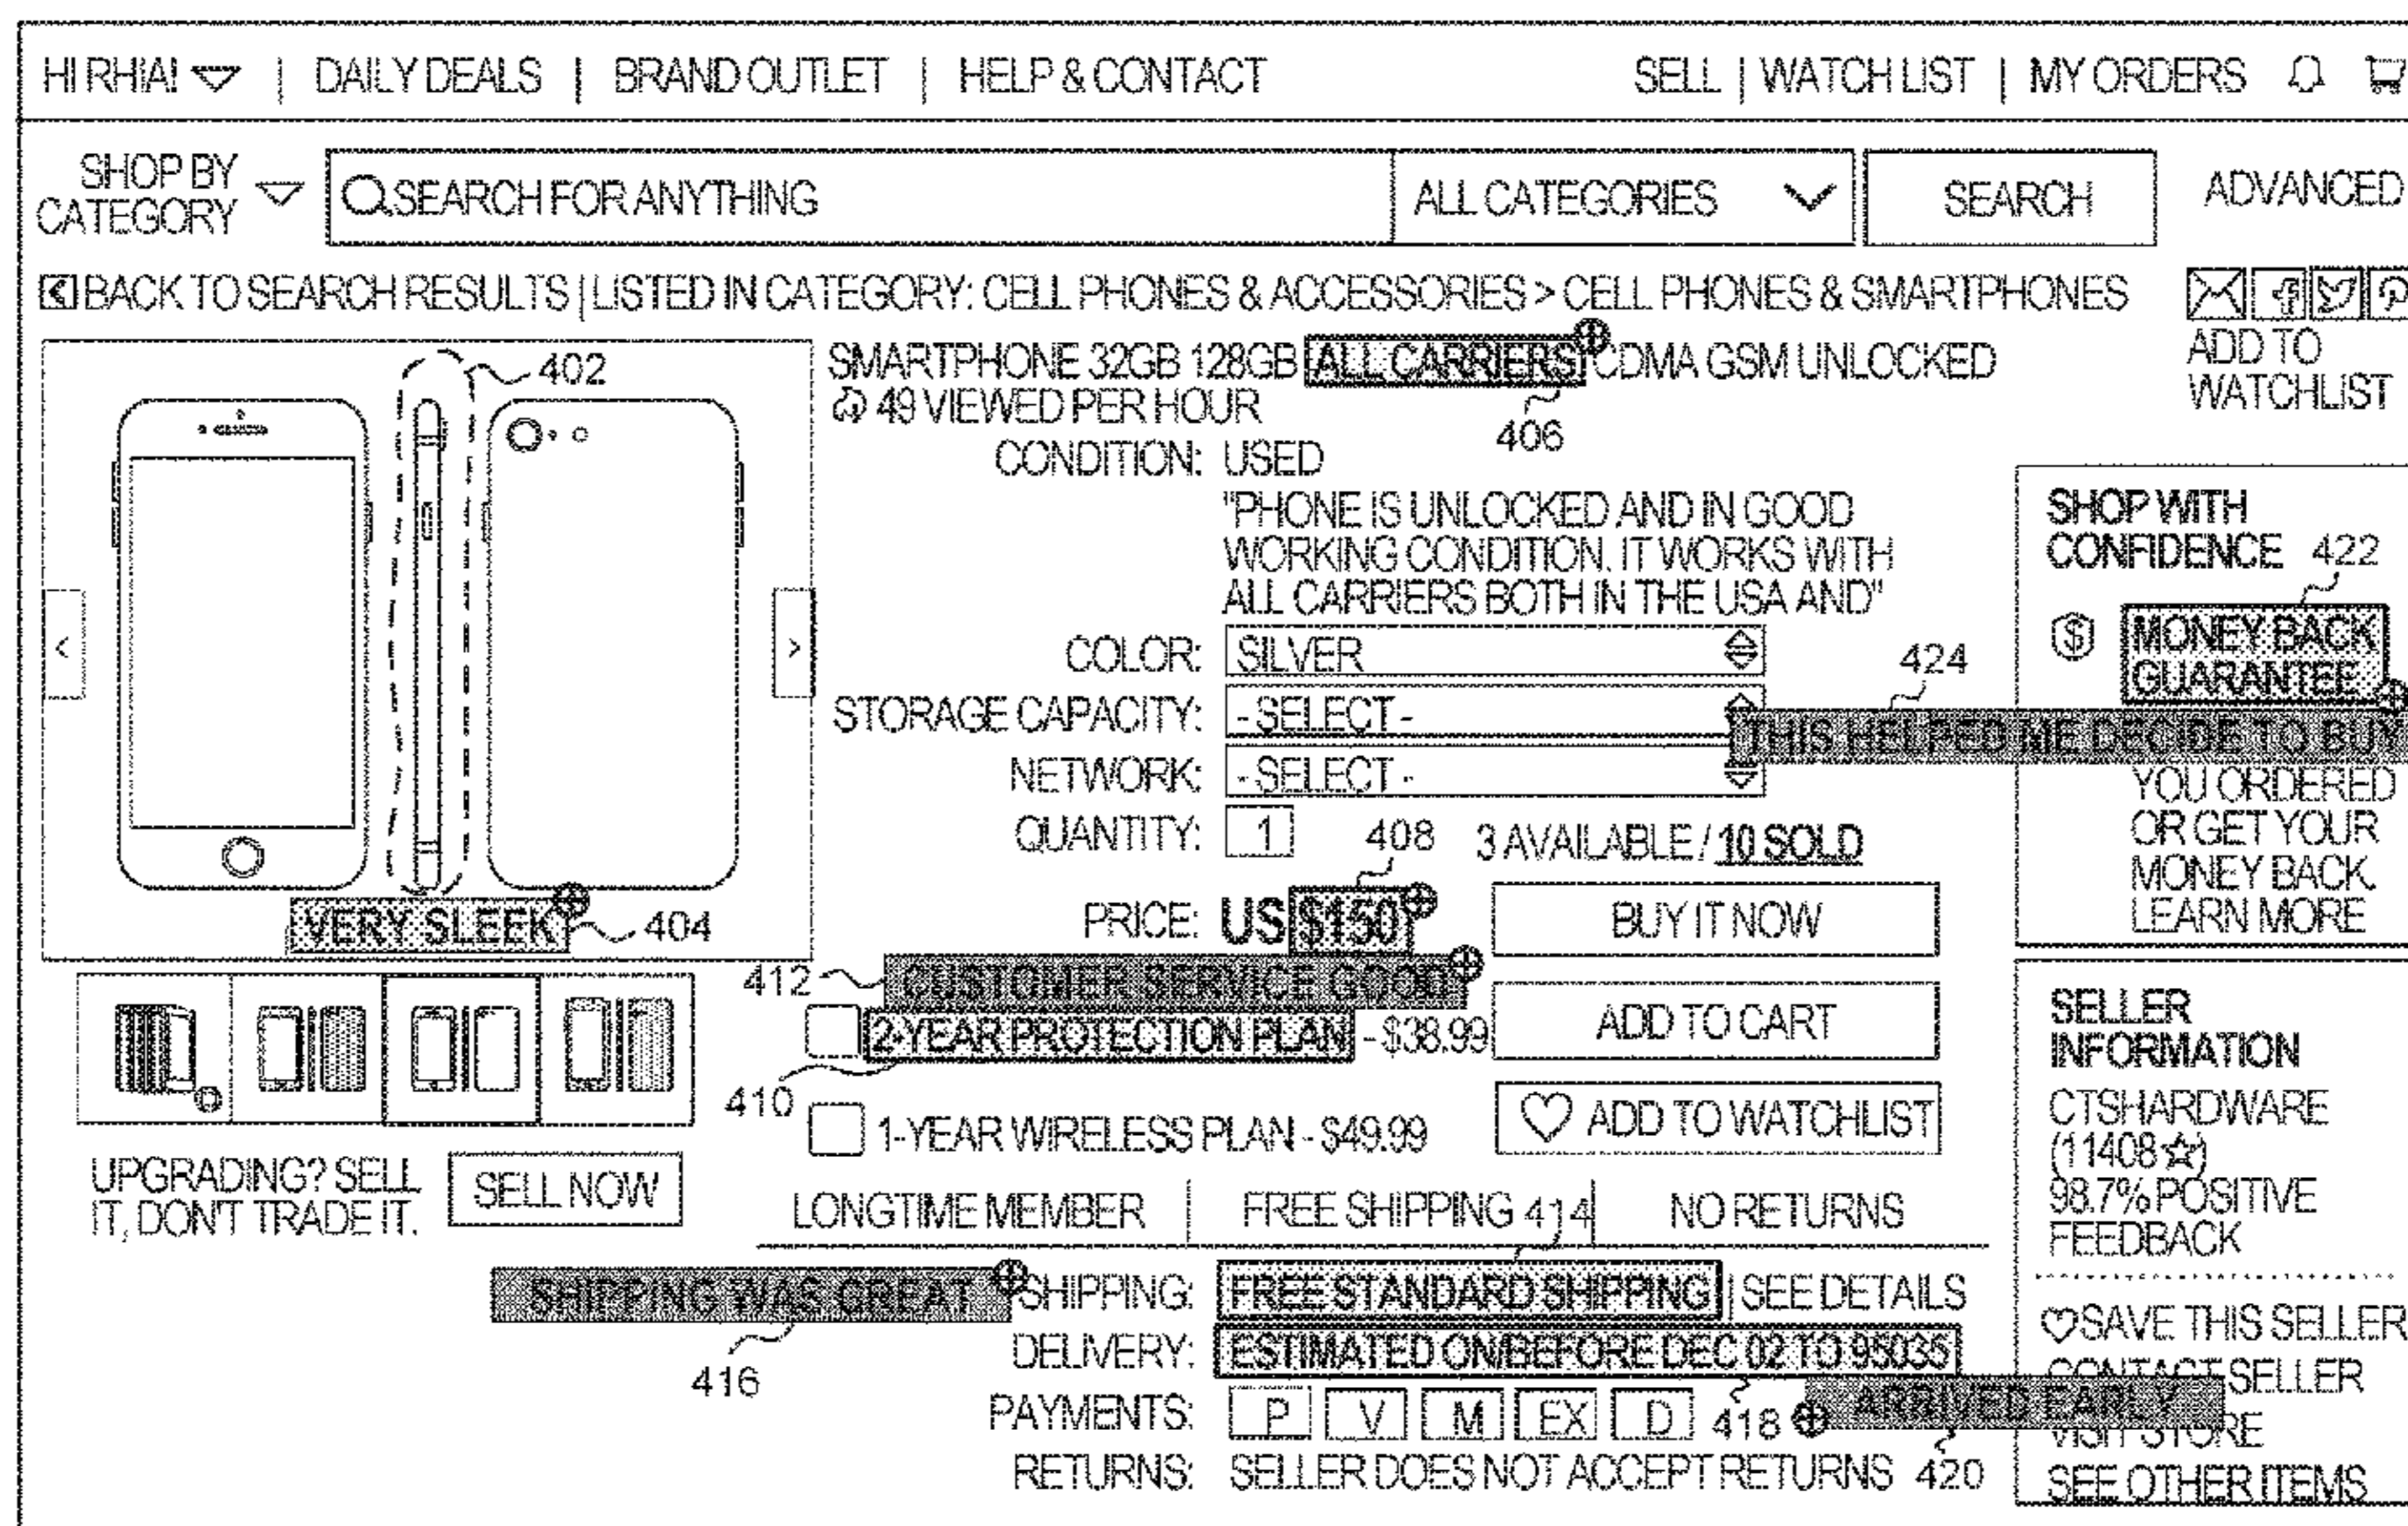 HI RHIA! | DAILY DEALS | BRAND OUTLET | HELP & CONTACT
SELL | WATCH LIST | MY ORDERS
SHOP BY
CATEGORY
SEARCH FOR ANYTHING
ALL CATEGORIES
SEARCH
ADVANCED
BACK TO SEARCH RESULTS | LISTED IN CATEGORY: CELL PHONES & ACCESSORIES > CELL PHONES & SMARTPHONES
ADD TO
WATCHLIST
402
VERY SLEEK
404
UPGRADING? SELL
IT, DON'T TRADE IT.
SELL NOW
SMARTPHONE 32GB 128GB ALL CARRIERS CDMA GSM UNLOCKED
49 VIEWED PER HOUR
406
CONDITION: USED
"PHONE IS UNLOCKED AND IN GOOD
WORKING CONDITION. IT WORKS WITH
ALL CARRIERS BOTH IN THE USA AND"
COLOR: SILVER
STORAGE CAPACITY: - SELECT -
NETWORK: - SELECT -
QUANTITY: 1
408
3 AVAILABLE / 10 SOLD
PRICE: US $150
BUY IT NOW
412
CUSTOMER SERVICE GOOD
2-YEAR PROTECTION PLAN - $38.99
ADD TO CART
410
1-YEAR WIRELESS PLAN - $49.99
ADD TO WATCHLIST
LONGTIME MEMBER | FREE SHIPPING | NO RETURNS
414
SHIPPING WAS GREAT
416
SHIPPING: FREE STANDARD SHIPPING | SEE DETAILS
DELIVERY: ESTIMATED ON/BEFORE DEC 02 TO 95035
PAYMENTS: P V M EX D
418
ARRIVED EARLY
420
RETURNS: SELLER DOES NOT ACCEPT RETURNS
SHOP WITH
CONFIDENCE
422
$ MONEY BACK
GUARANTEE
424
THIS HELPED ME DECIDE TO BUY
YOU ORDERED
OR GET YOUR
MONEY BACK.
LEARN MORE
SELLER
INFORMATION
CTSHARDWARE
(11408☆)
98.7% POSITIVE
FEEDBACK
SAVE THIS SELLER
CONTACT SELLER
VISIT STORE
SEE OTHER ITEMS